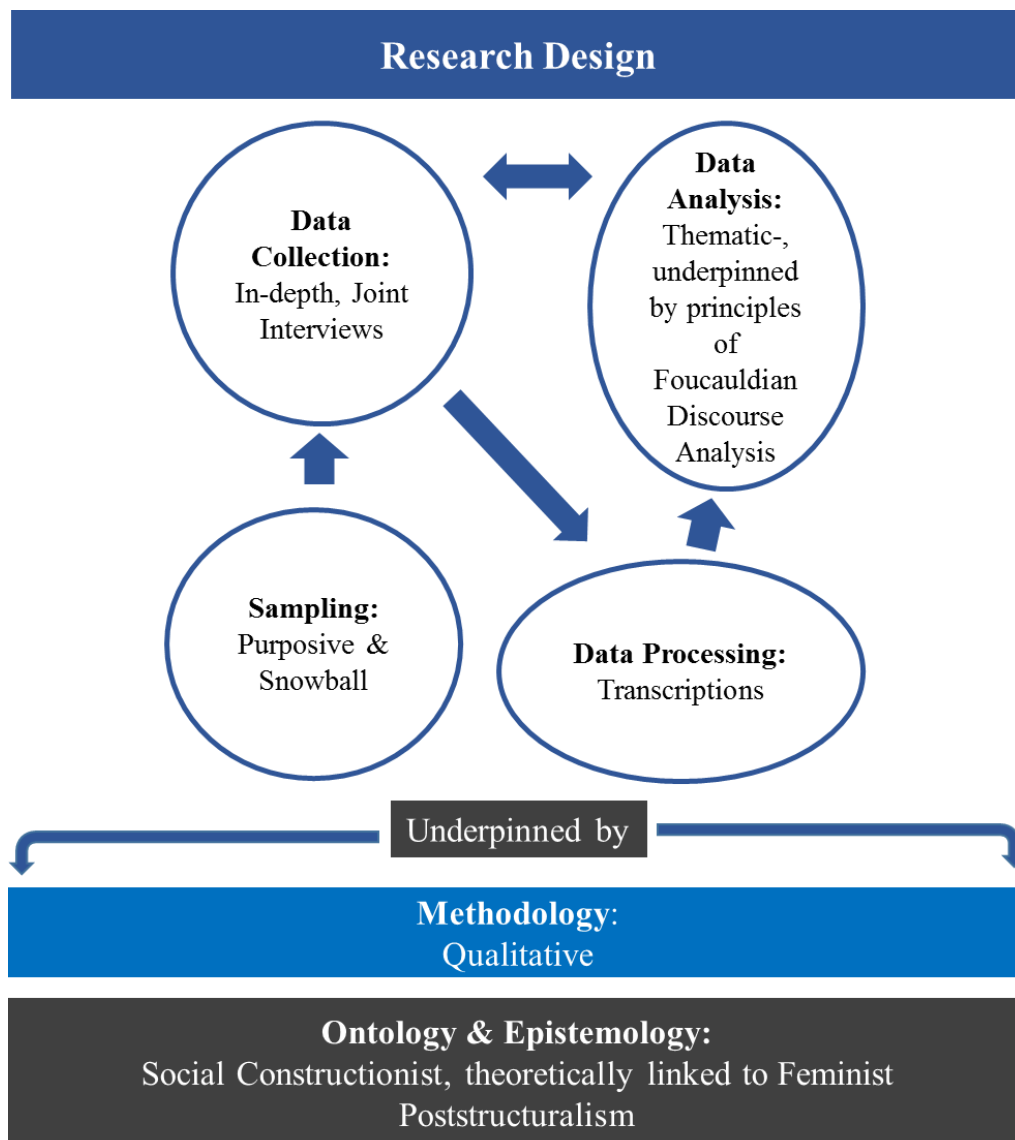 Research Design
Data
Collection:
In-depth, Joint
Interviews
Data
Analysis:
Thematic-,
underpinned
by principles
of
Foucauldian
Discourse
Analysis
Sampling:
Purposive &
Snowball
Data Processing:
Transcriptions
Underpinned by
Methodology:
Qualitative
Ontology & Epistemology:
Social Constructionist, theoretically linked to Feminist
Poststructuralism